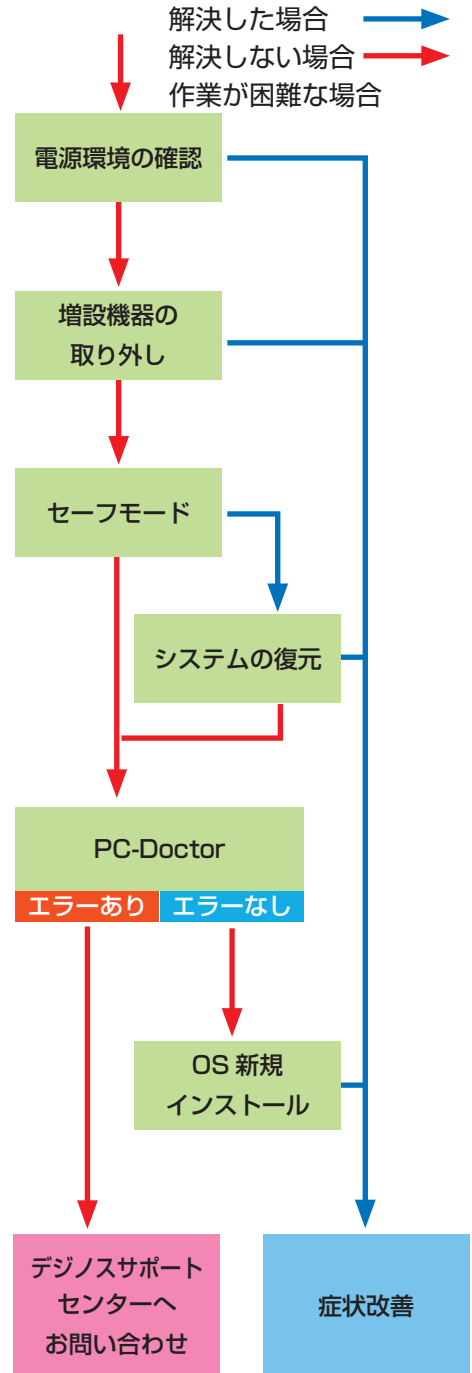 解決した場合
解決しない場合
作業が困難な場合
電源環境の確認
増設機器の
取り外し
セーフモード
システムの復元
PC-Doctor
エラーあり
エラーなし
OS 新規
インストール
デジノスサポート
センターへ
お問い合わせ
症状改善